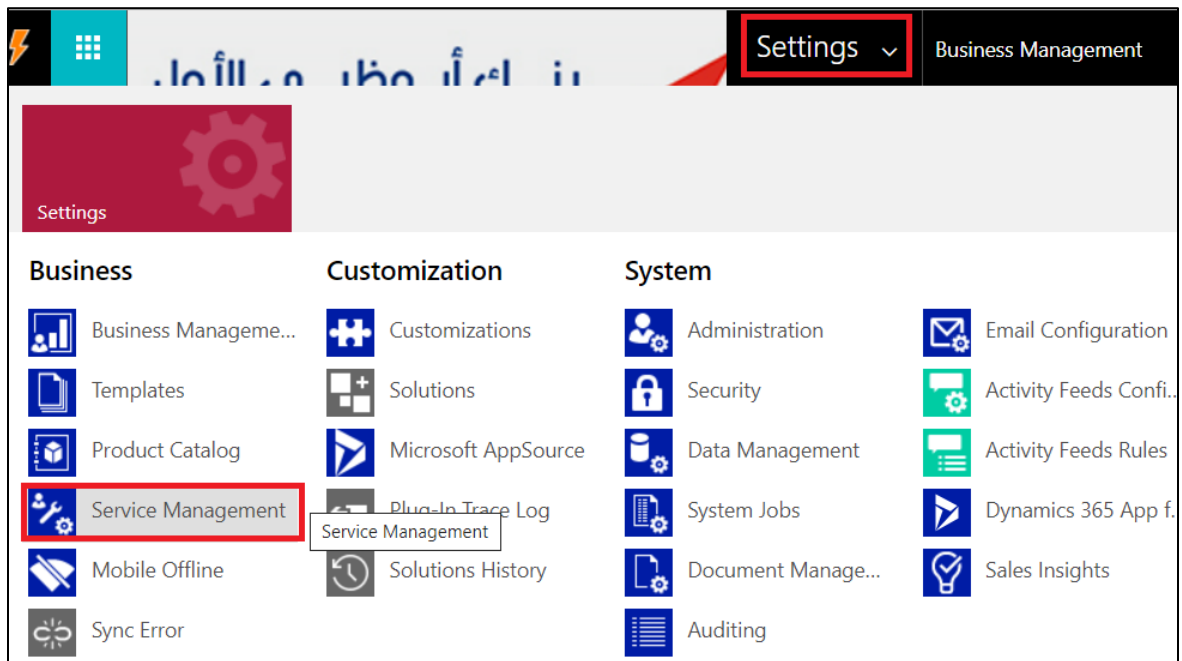 Settings
Business Management
Settings
Business
Customization
System
Business Manageme...
Customizations
Administration
Email Configuration
Templates
Solutions
Security
Activity Feeds Confi..
Product Catalog
Microsoft AppSource
Data Management
Activity Feeds Rules
Service Management
Plug-In Trace Log
System Jobs
Dynamics 365 App f.
Service Management
Mobile Offline
Solutions History
Document Manage...
Sales Insights
Sync Error
Auditing